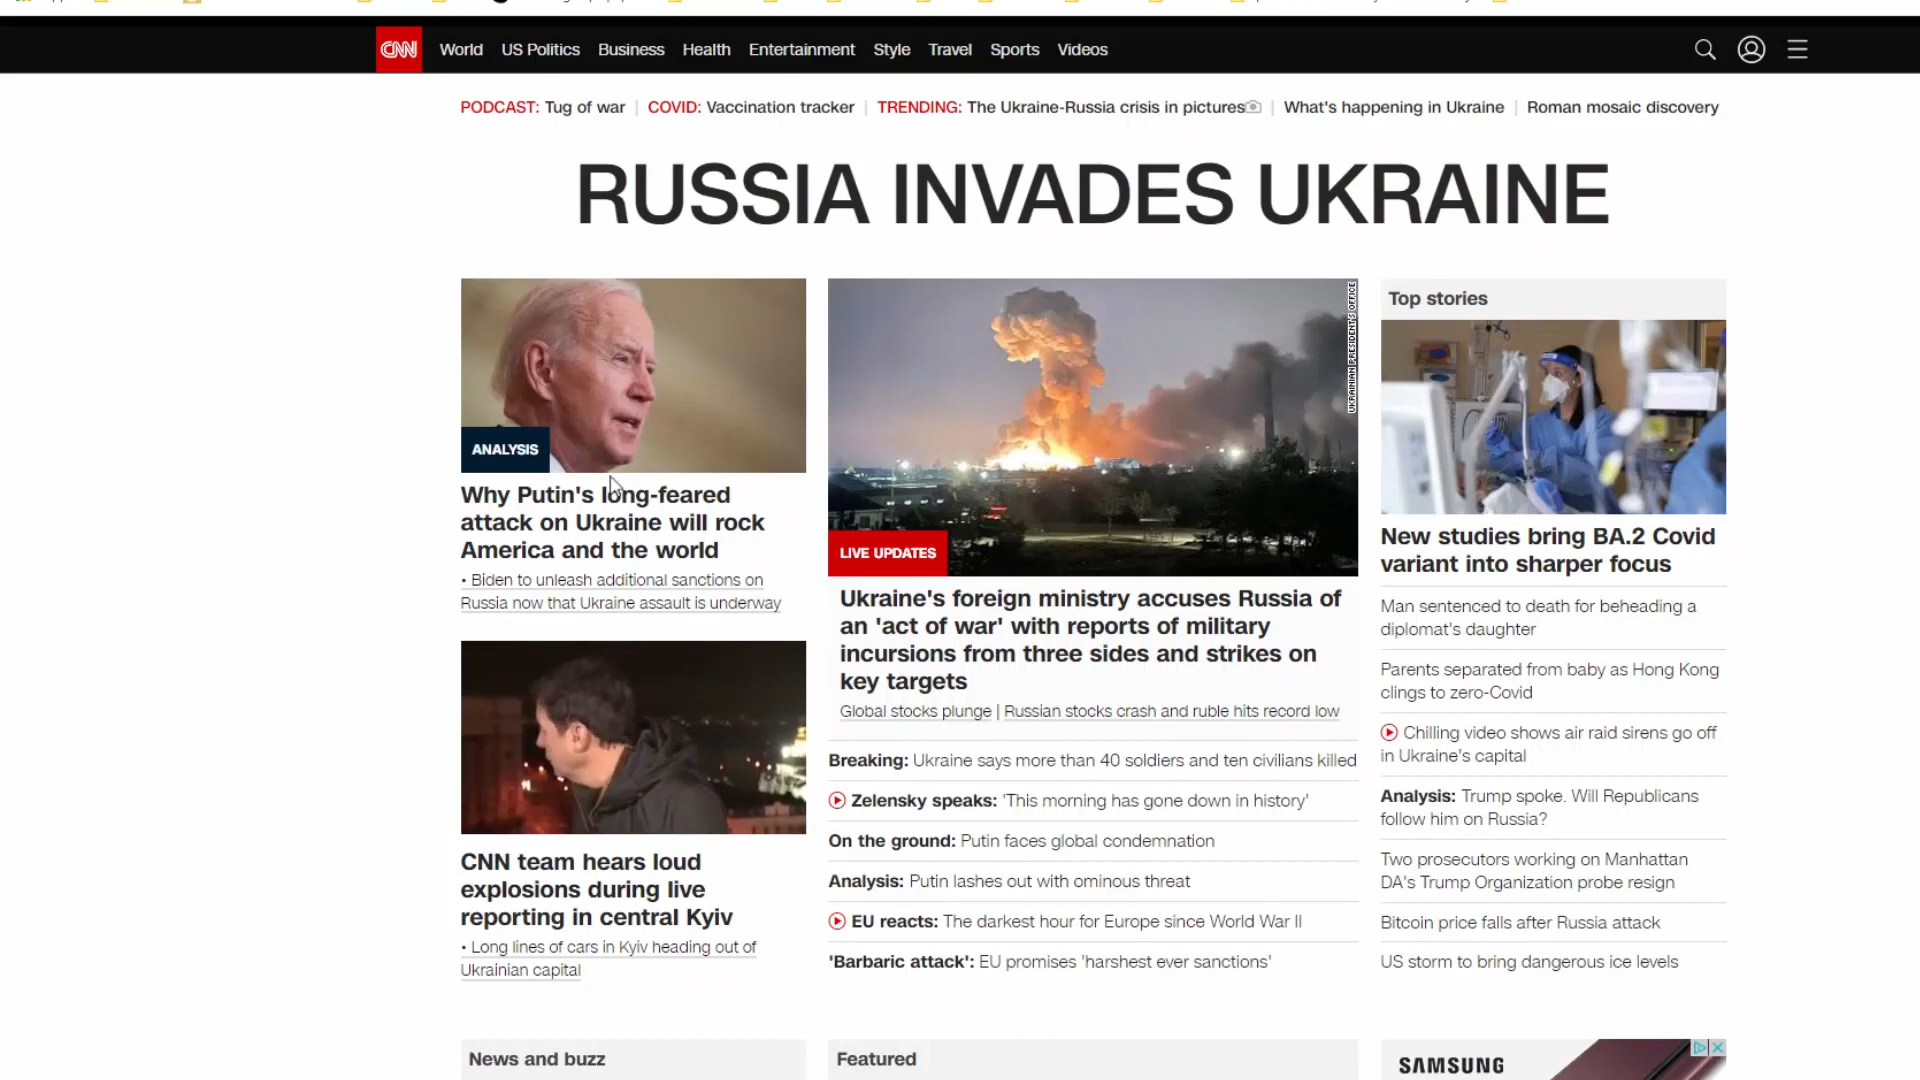 CNN World US Politics Business Health Entertainment Style Travel Sports Videos
PODCAST: Tug of war | COVID: Vaccination tracker | TRENDING: The Ukraine-Russia crisis in pictures | What's happening in Ukraine | Roman mosaic discovery
RUSSIA INVADES UKRAINE
ANALYSIS
Why Putin's long-feared
attack on Ukraine will rock
America and the world
• Biden to unleash additional sanctions on
Russia now that Ukraine assault is underway
CNN team hears loud
explosions during live
reporting in central Kyiv
• Long lines of cars in Kyiv heading out of
Ukrainian capital
UKRAINIAN PRESIDENT'S OFFICE
LIVE UPDATES
Ukraine's foreign ministry accuses Russia of
an 'act of war' with reports of military
incursions from three sides and strikes on
key targets
Global stocks plunge | Russian stocks crash and ruble hits record low
Breaking: Ukraine says more than 40 soldiers and ten civilians killed
Zelensky speaks: 'This morning has gone down in history'
On the ground: Putin faces global condemnation
Analysis: Putin lashes out with ominous threat
EU reacts: The darkest hour for Europe since World War II
'Barbaric attack': EU promises 'harshest ever sanctions'
Top stories
New studies bring BA.2 Covid
variant into sharper focus
Man sentenced to death for beheading a
diplomat's daughter
Parents separated from baby as Hong Kong
clings to zero-Covid
Chilling video shows air raid sirens go off
in Ukraine's capital
Analysis: Trump spoke. Will Republicans
follow him on Russia?
Two prosecutors working on Manhattan
DA's Trump Organization probe resign
Bitcoin price falls after Russia attack
US storm to bring dangerous ice levels
News and buzz
Featured
SAMSUNG